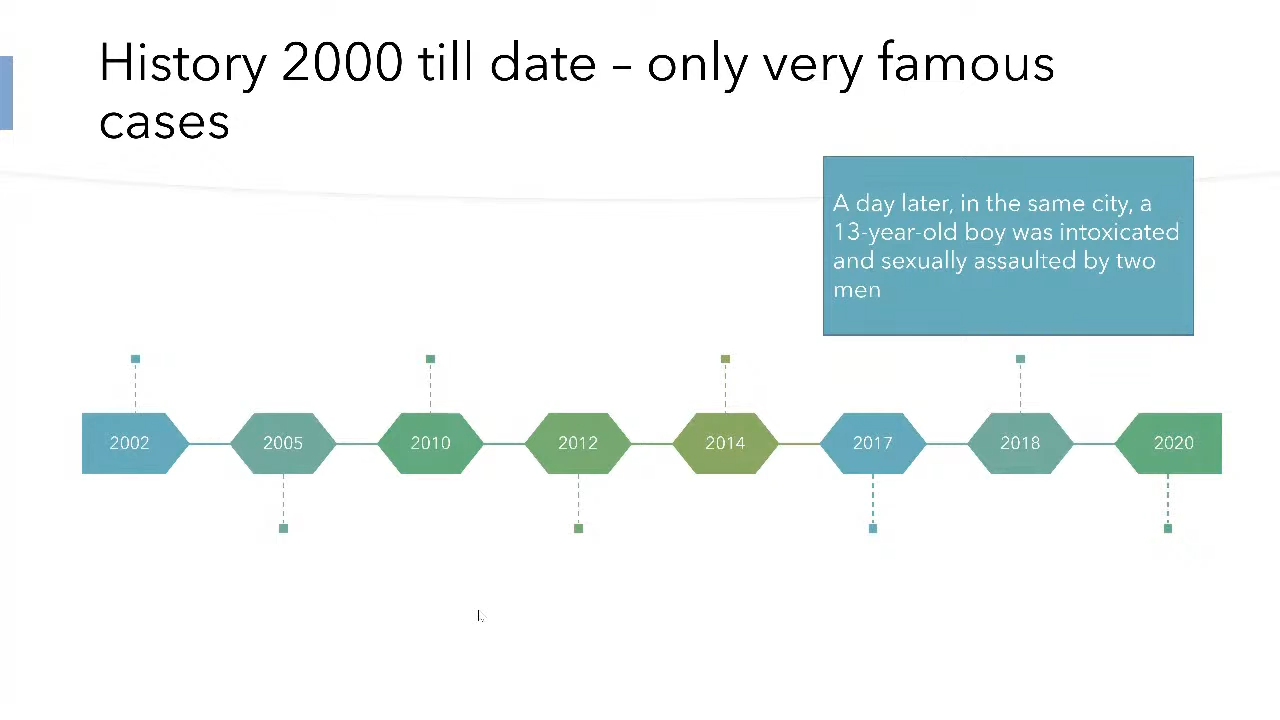 History 2000 till date – only very famous
cases
A day later, in the same city, a
13-year-old boy was intoxicated
and sexually assaulted by two
men
2002
2005
2010
2012
2014
2017
2018
2020